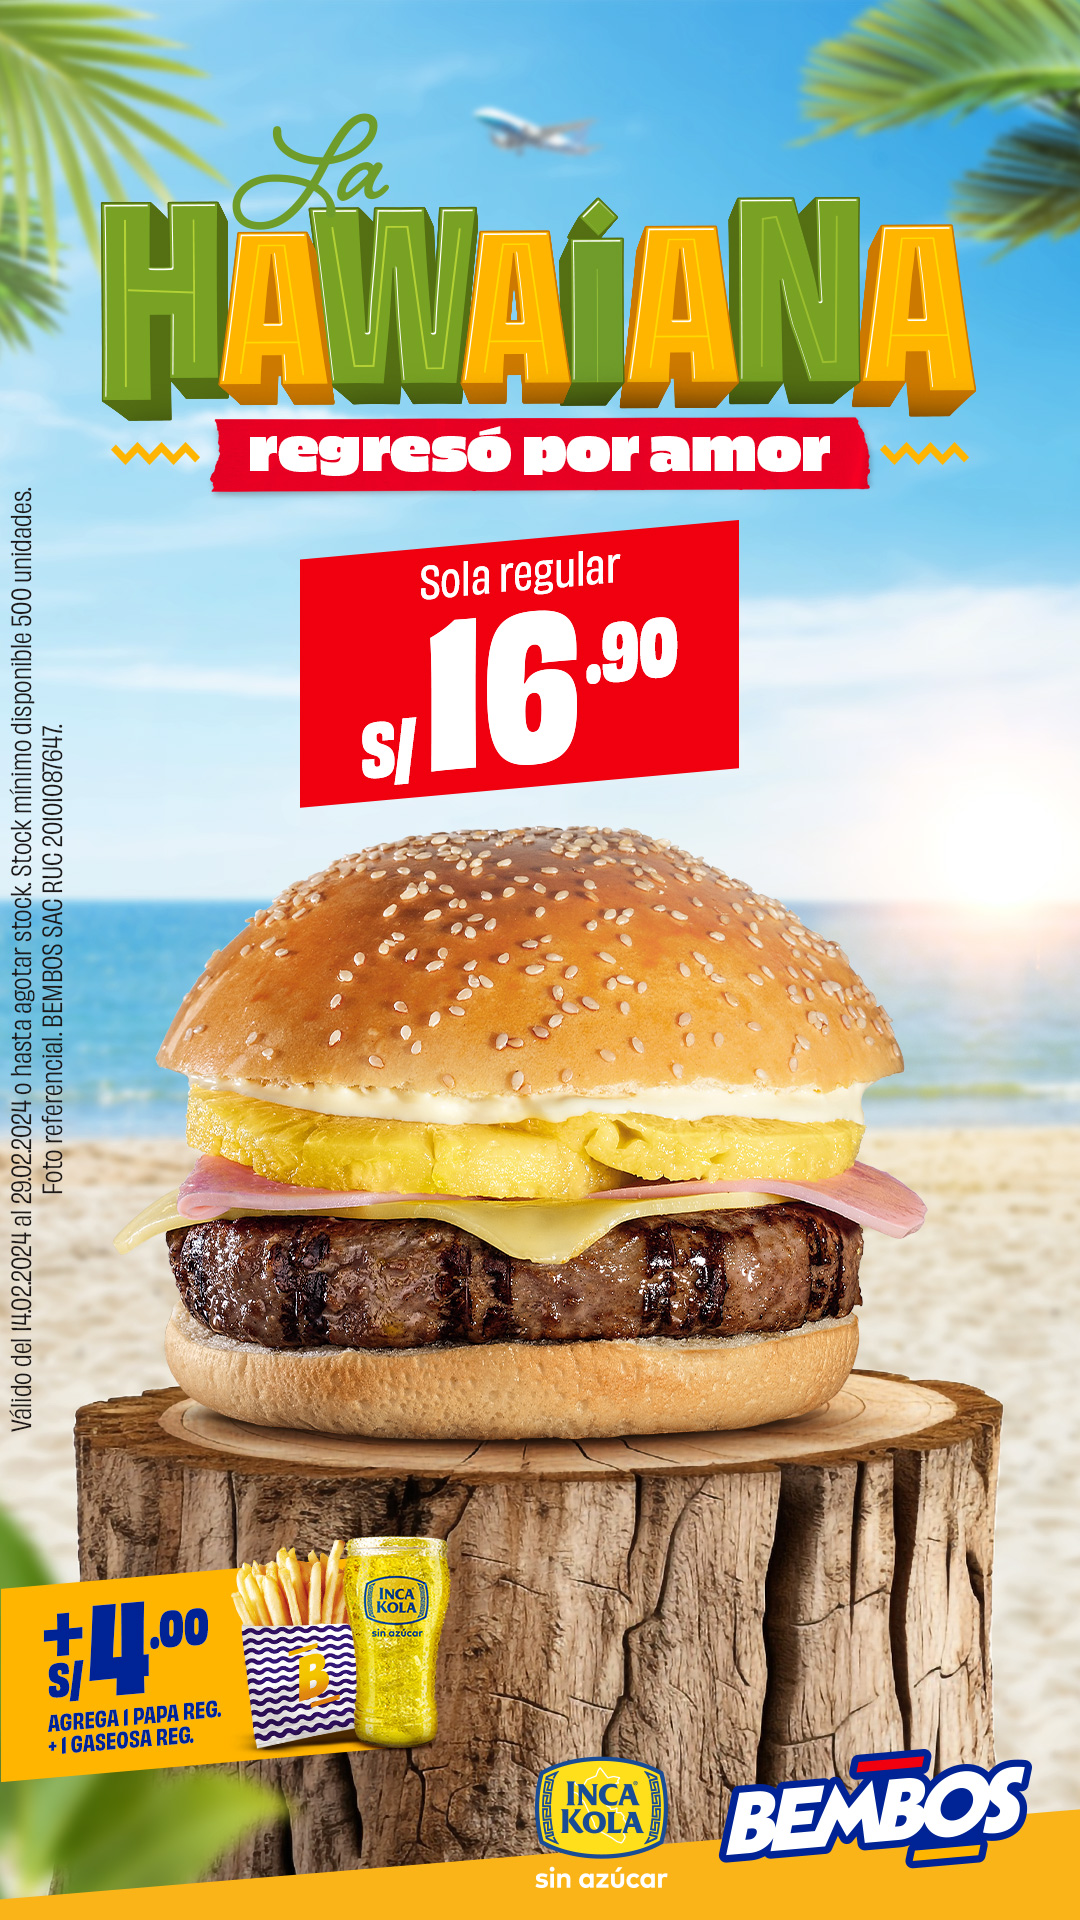 La
HAWAiANA
regresó por amor
Sola regular
S/16.90
Válido del 14.02.2024 al 29.02.2024 o hasta agotar stock. Stock mínimo disponible 500 unidades.
Foto referencial. BEMBOS SAC RUC 20101087647.
+
S/4.00
AGREGA 1 PAPA REG.
+ 1 GASEOSA REG.
B
INCA
KOLA
sin azúcar
INCA
KOLA
sin azúcar
BEMBOS